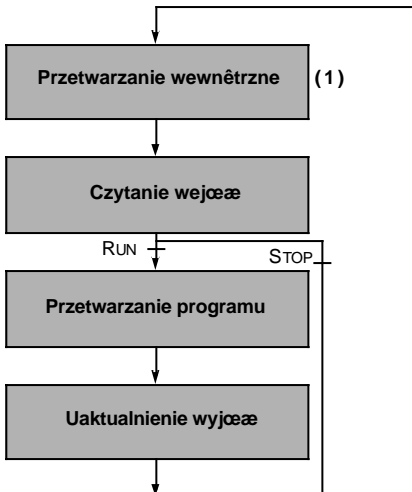 Przetwarzanie wewnêtrzne (1)
Czytanie wejœæ
RUN
STOP
Przetwarzanie programu
Uaktualnienie wyjœæ